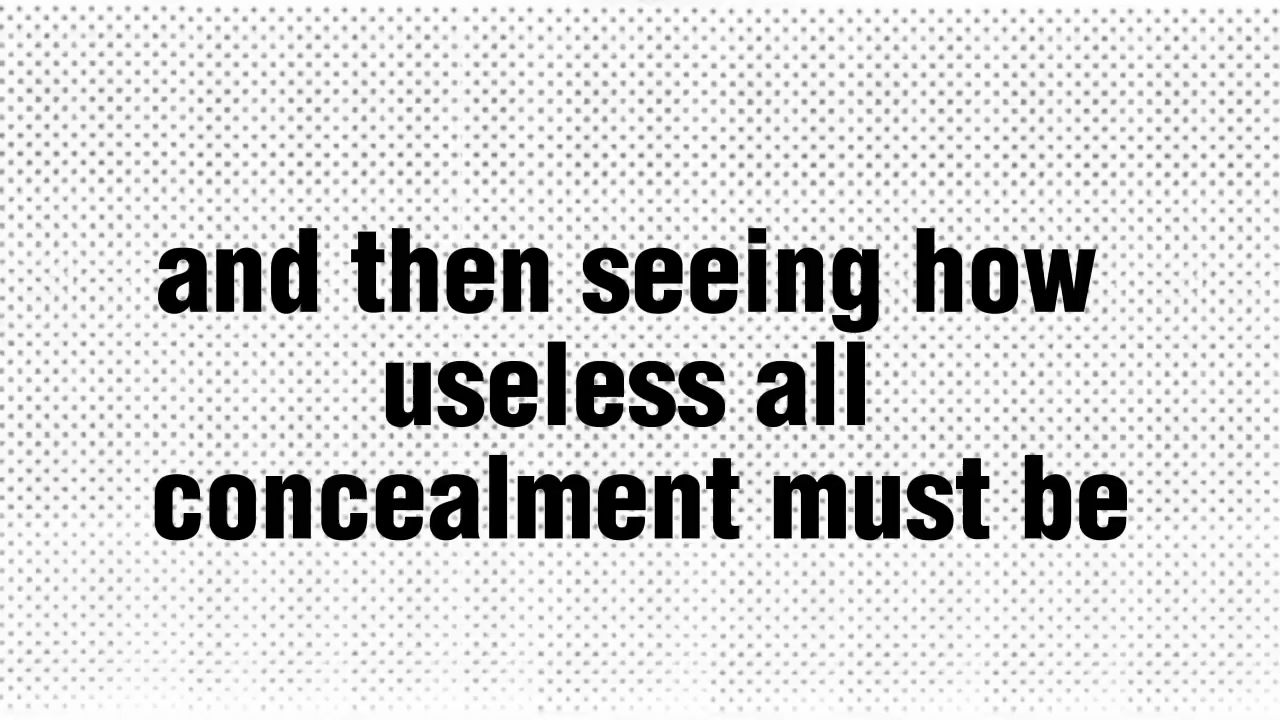 and then seeing how
useless all
concealment must be